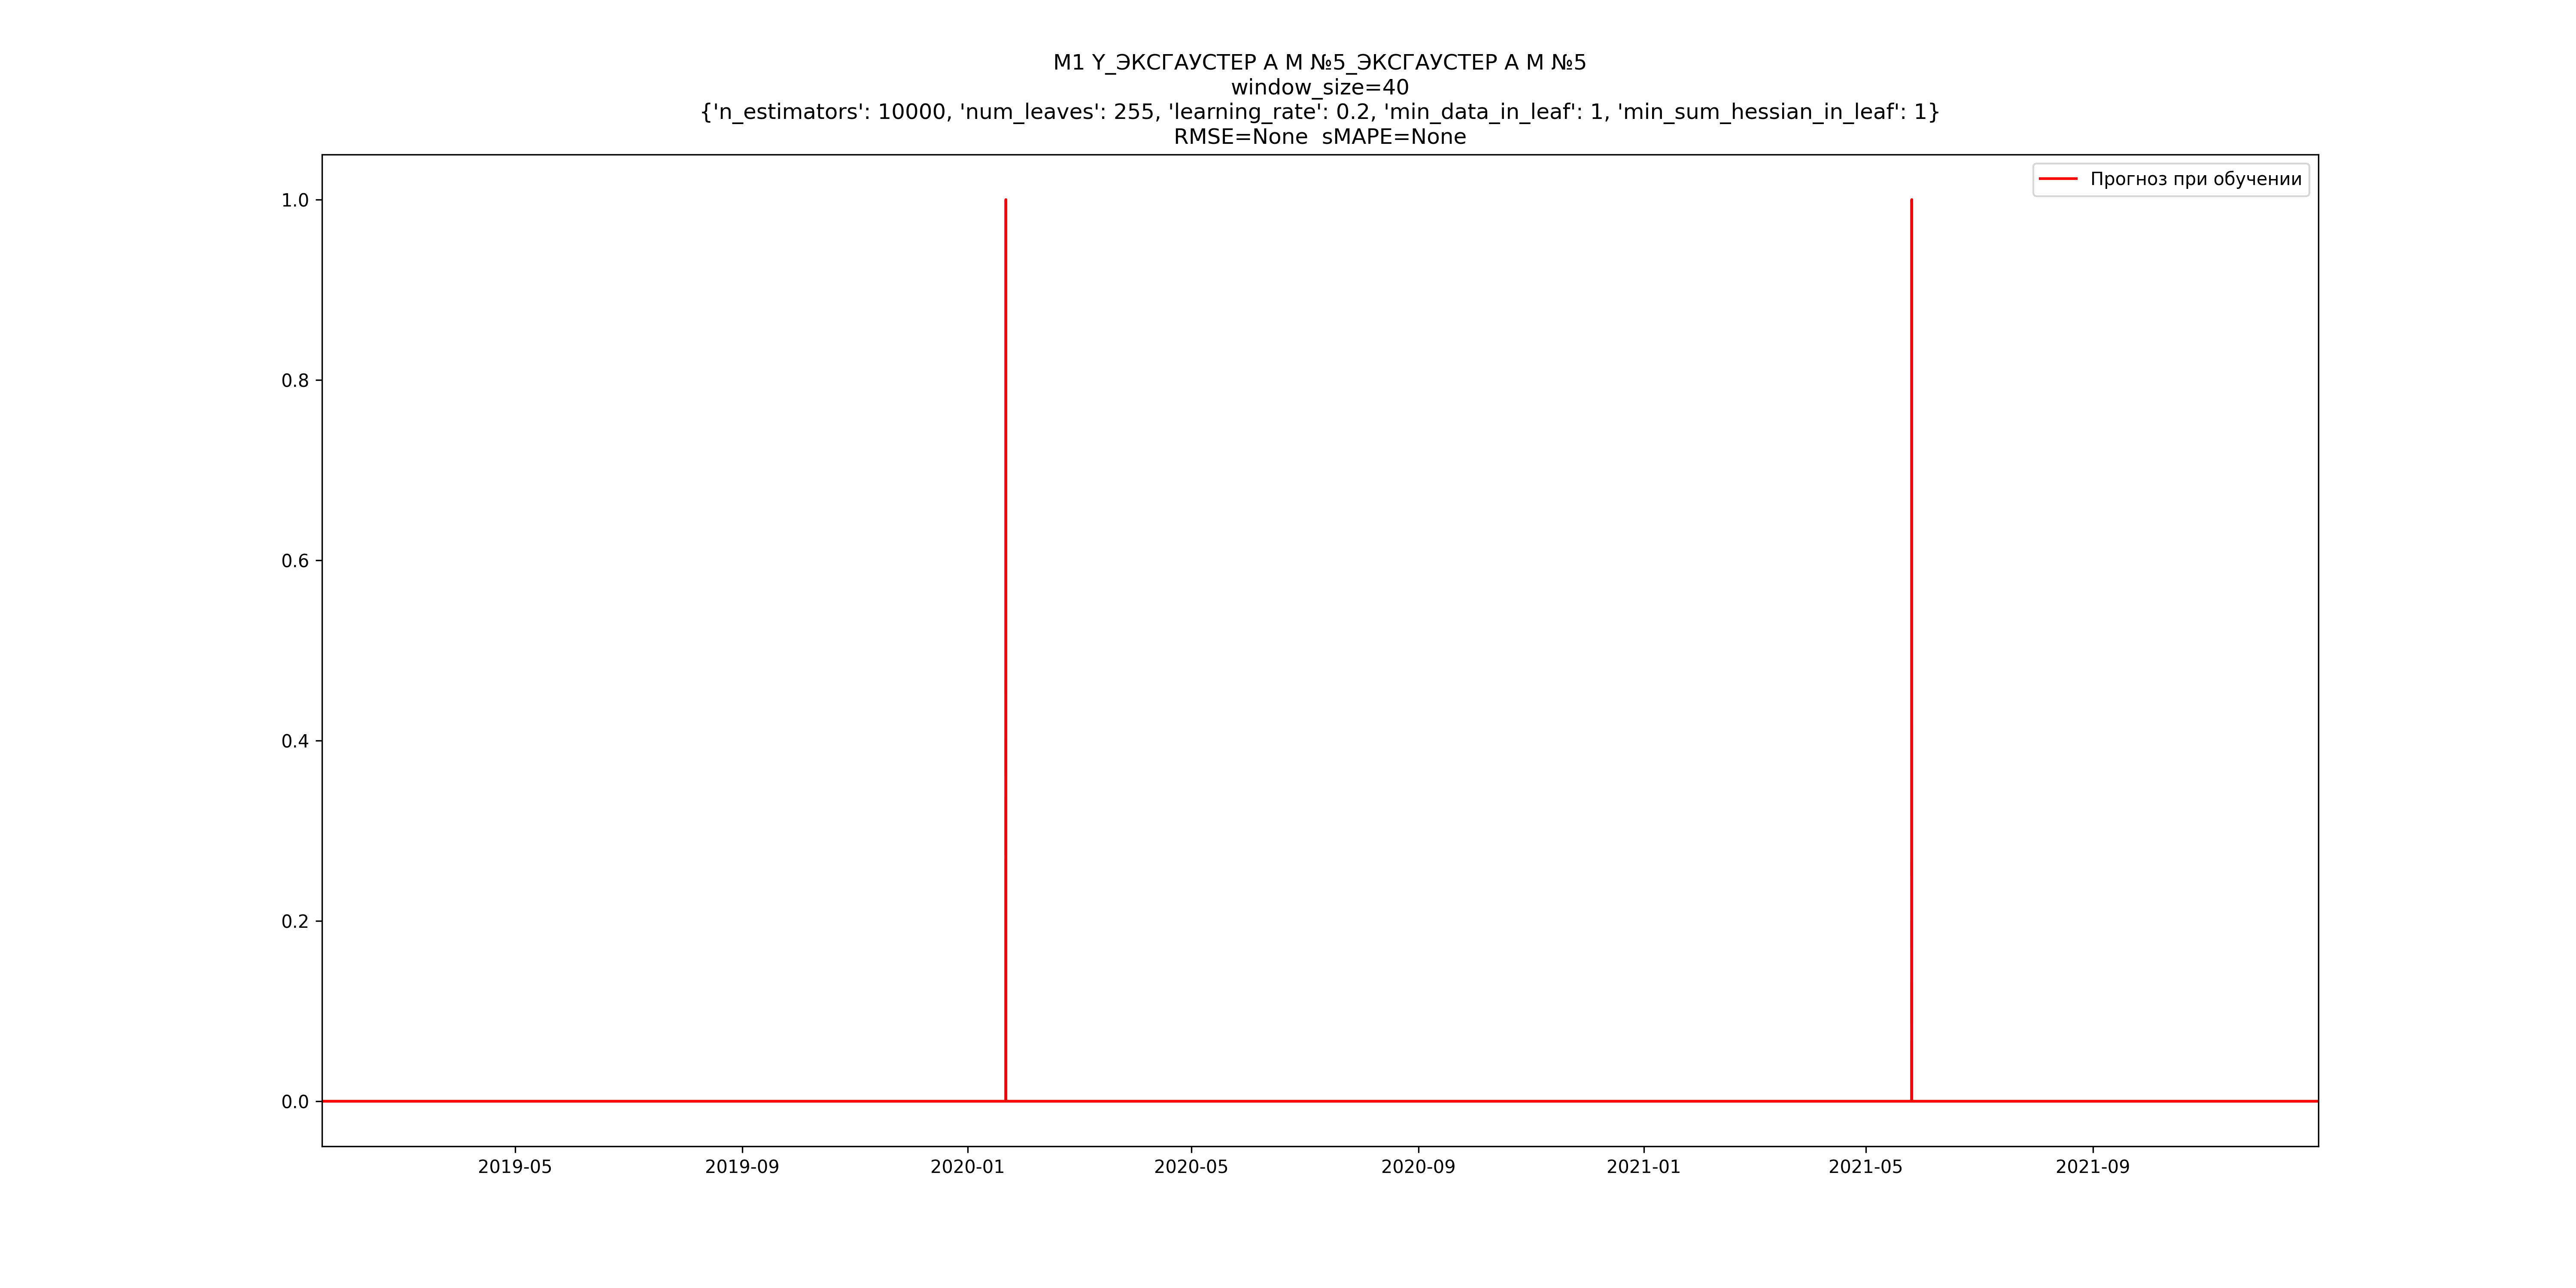 M1 Y_ЭКСГАУСТЕР А М №5_ЭКСГАУСТЕР А М №5
window_size=40
{'n_estimators': 10000, 'num_leaves': 255, 'learning_rate': 0.2, 'min_data_in_leaf': 1, 'min_sum_hessian_in_leaf': 1}
RMSE=None  sMAPE=None
Прогноз при обучении
1.0
0.8
0.6
0.4
0.2
0.0
2019-05 2019-09 2020-01 2020-05 2020-09 2021-01 2021-05 2021-09